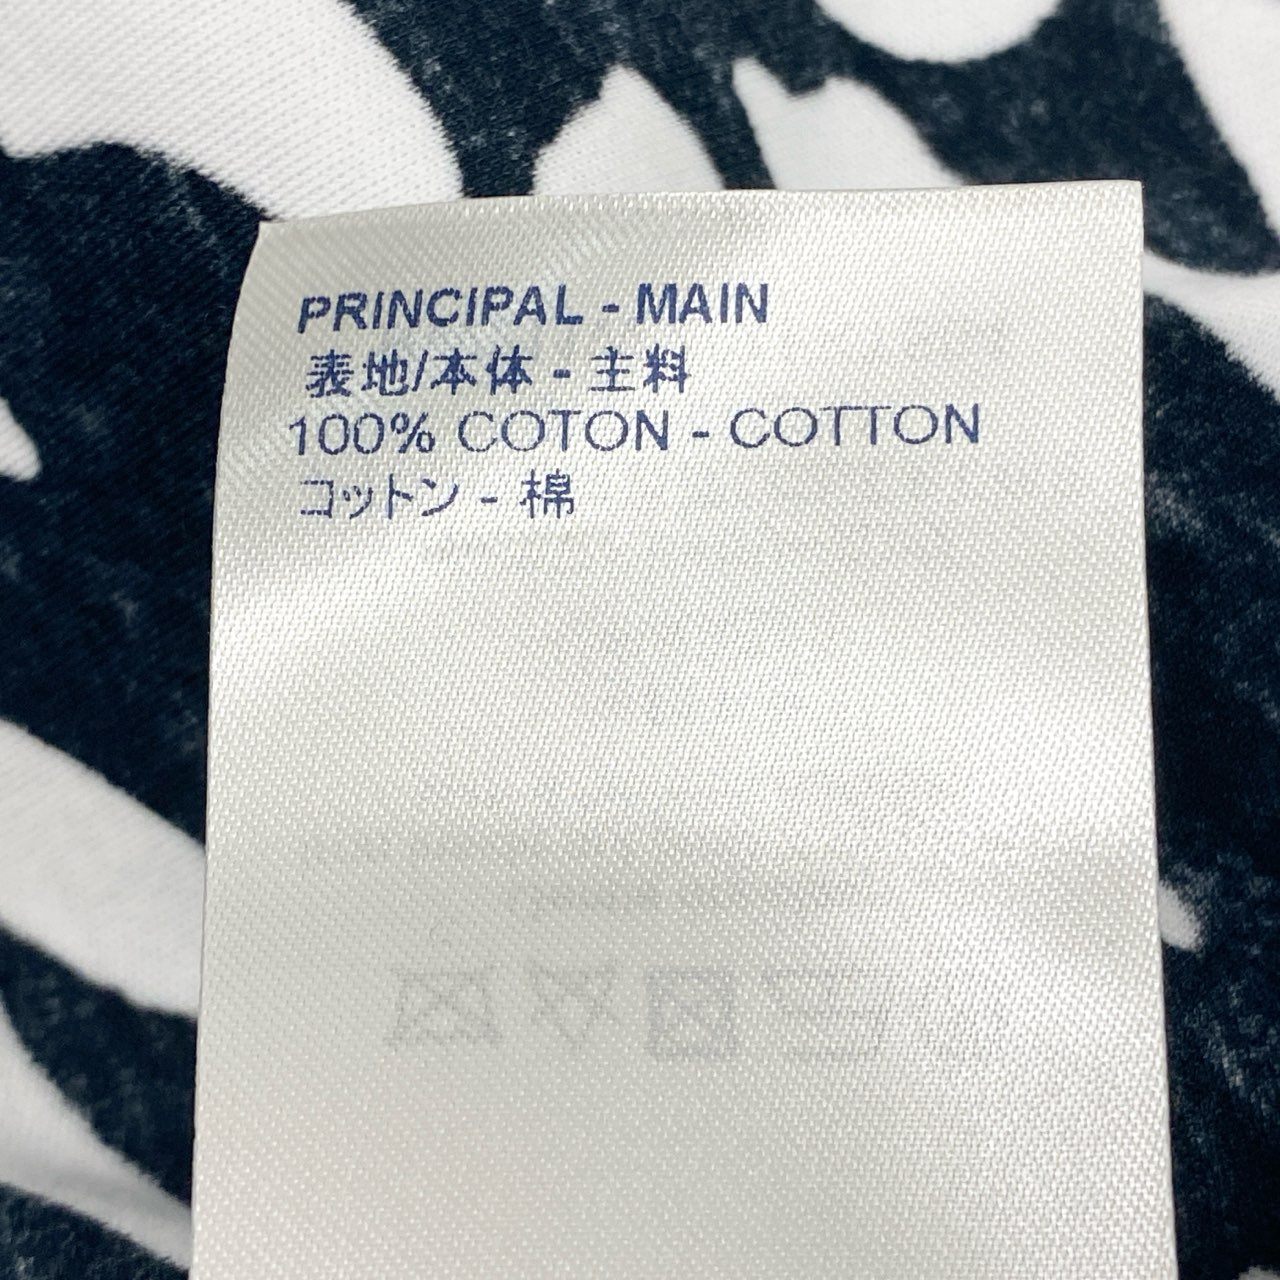 PRINCIPAL - MAIN
表地/本体 - 主料
100% COTON - COTTON
コットン - 棉